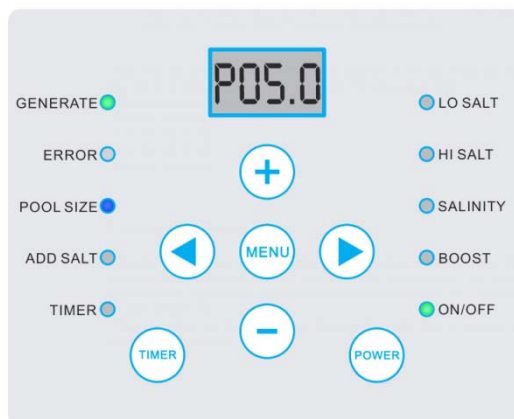 P05.0
GENERATE
LO SALT
ERROR
HI SALT
+
POOL SIZE
SALINITY
ADD SALT
MENU
BOOST
TIMER
ON/OFF
−
TIMER
POWER